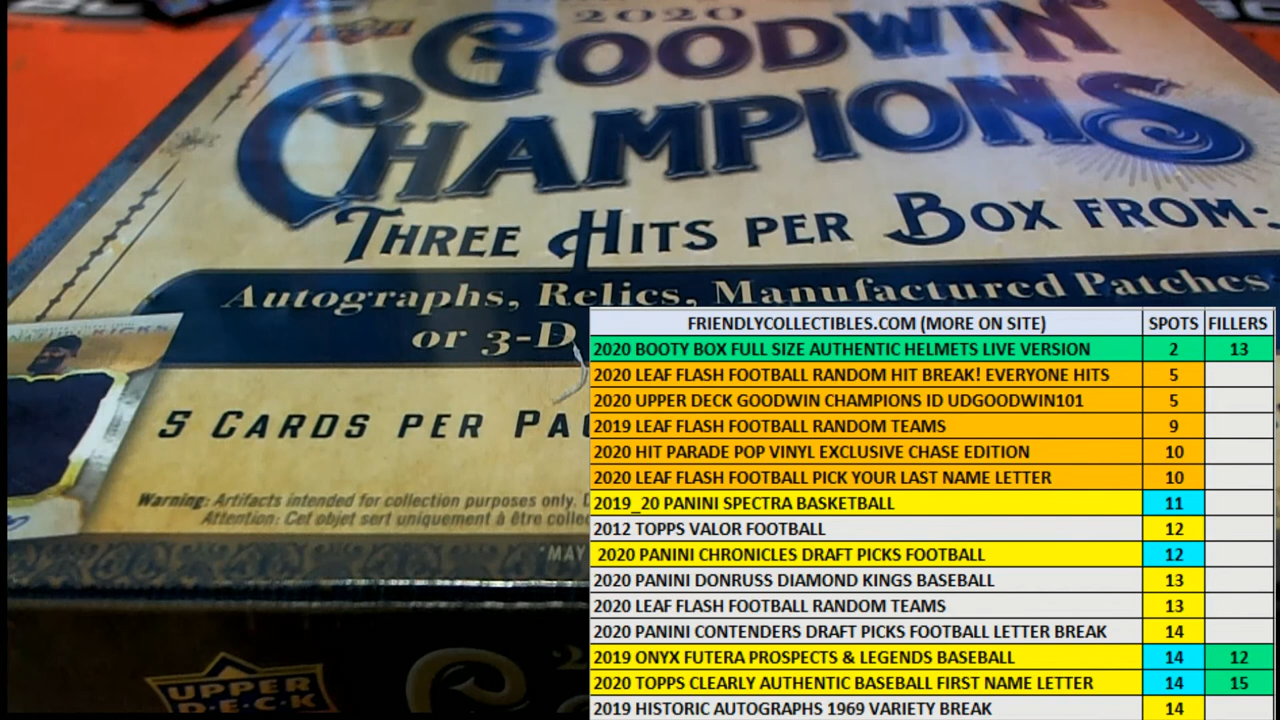 2020
GOODWIN
CHAMPIONS
THREE HITS PER BOX FROM:
Autographs, Relics, Manufactured Patches
or 3-D
5 CARDS PER
Warning: Artifacts intended for collection purposes only.
Attention: Cet objet sert uniquement à être
*MAY
UPPER
D·E·C·K
FRIENDLYCOLLECTIBLES.COM (MORE ON SITE) SPOTS FILLERS
2020 BOOTY BOX FULL SIZE AUTHENTIC HELMETS LIVE VERSION 2 13
2020 LEAF FLASH FOOTBALL RANDOM HIT BREAK! EVERYONE HITS 5
2020 UPPER DECK GOODWIN CHAMPIONS ID UDGOODWIN101 5
2019 LEAF FLASH FOOTBALL RANDOM TEAMS 9
2020 HIT PARADE POP VINYL EXCLUSIVE CHASE EDITION 10
2020 LEAF FLASH FOOTBALL PICK YOUR LAST NAME LETTER 10
2019_20 PANINI SPECTRA BASKETBALL 11
2012 TOPPS VALOR FOOTBALL 12
2020 PANINI CHRONICLES DRAFT PICKS FOOTBALL 12
2020 PANINI DONRUSS DIAMOND KINGS BASEBALL 13
2020 LEAF FLASH FOOTBALL RANDOM TEAMS 13
2020 PANINI CONTENDERS DRAFT PICKS FOOTBALL LETTER BREAK 14
2019 ONYX FUTERA PROSPECTS & LEGENDS BASEBALL 14 12
2020 TOPPS CLEARLY AUTHENTIC BASEBALL FIRST NAME LETTER 14 15
2019 HISTORIC AUTOGRAPHS 1969 VARIETY BREAK 14